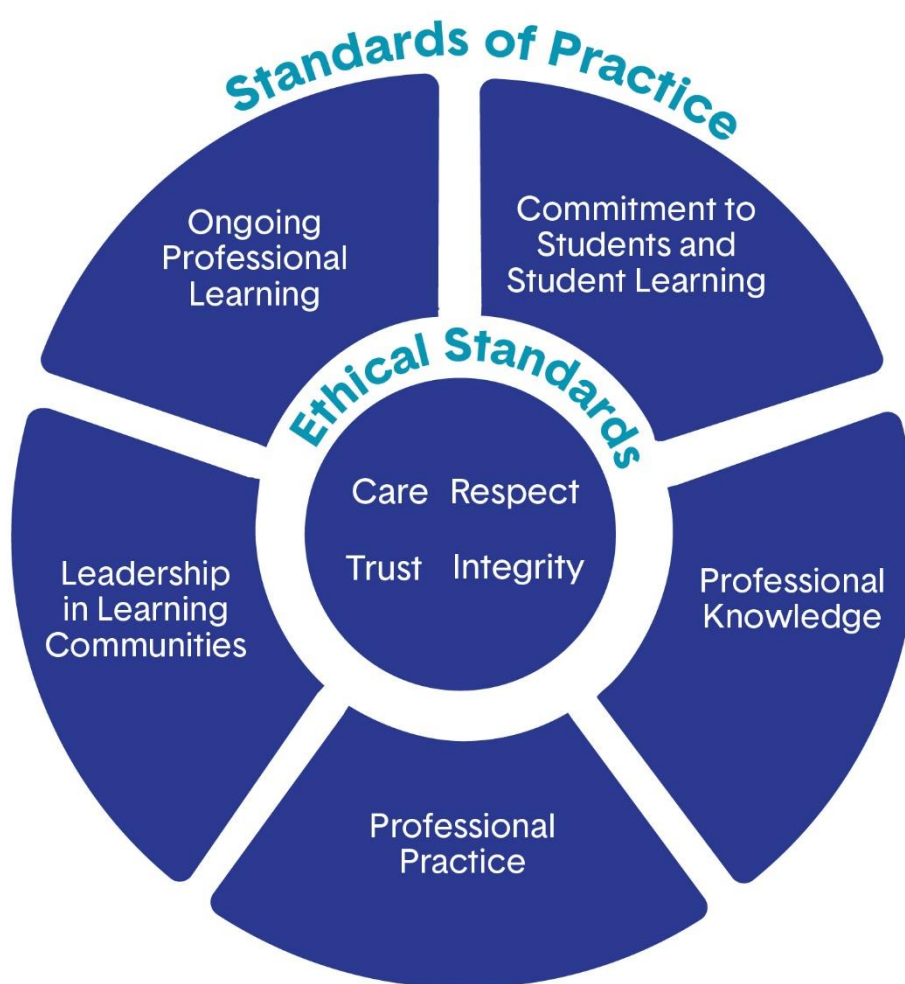 Standards of Practice
Ongoing
Professional
Learning
Commitment to
Students and
Student Learning
Ethical Standards
Care Respect
Trust Integrity
Leadership
in Learning
Communities
Professional
Knowledge
Professional
Practice